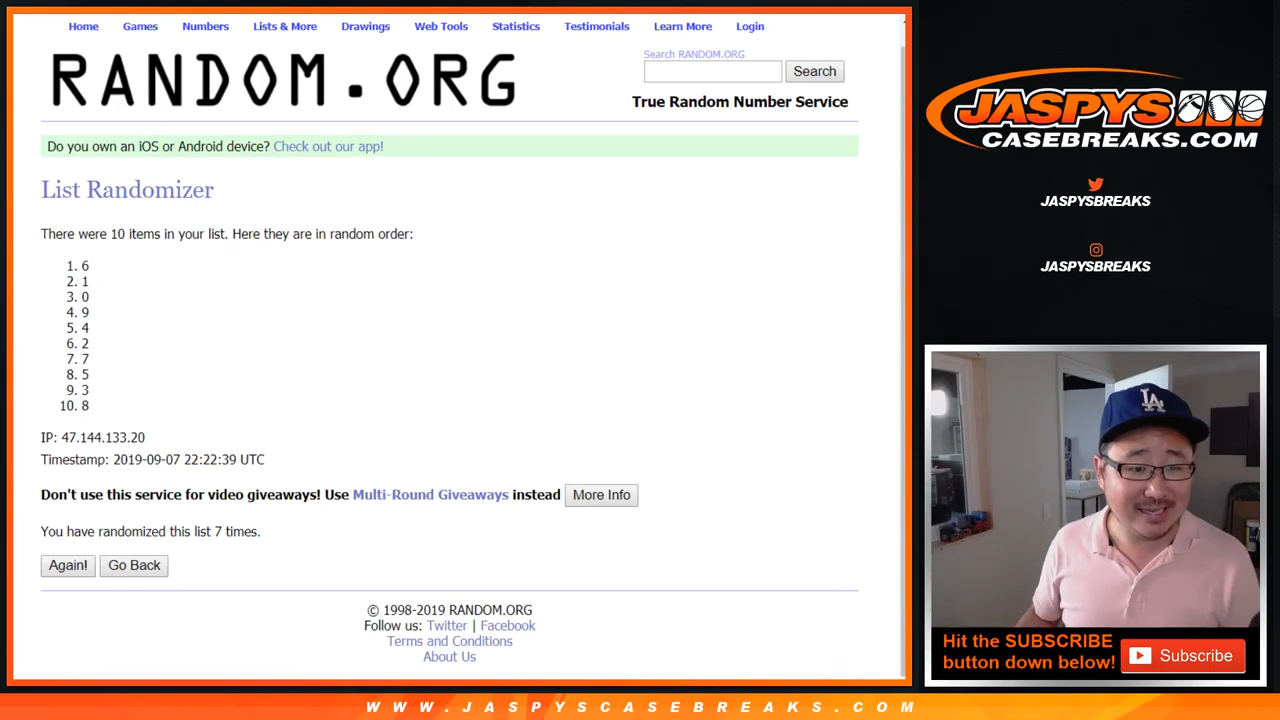 Home Games Numbers Lists & More Drawings Web Tools Statistics Testimonials Learn More Login
RANDOM.ORG
Search RANDOM.ORG
Search
True Random Number Service
Do you own an iOS or Android device? Check out our app!
List Randomizer
There were 10 items in your list. Here they are in random order:
1. 6
2. 1
3. 0
4. 9
5. 4
6. 2
7. 7
8. 5
9. 3
10. 8
IP: 47.144.133.20
Timestamp: 2019-09-07 22:22:39 UTC
Don't use this service for video giveaways! Use Multi-Round Giveaways instead More Info
You have randomized this list 7 times.
Again! Go Back
© 1998-2019 RANDOM.ORG
Follow us: Twitter | Facebook
Terms and Conditions
About Us
JASPYS
CASEBREAKS.COM
JASPYSBREAKS
JASPYSBREAKS
LA
Hit the SUBSCRIBE
button down below!
Subscribe
WWW.JASPYSCASEBREAKS.COM